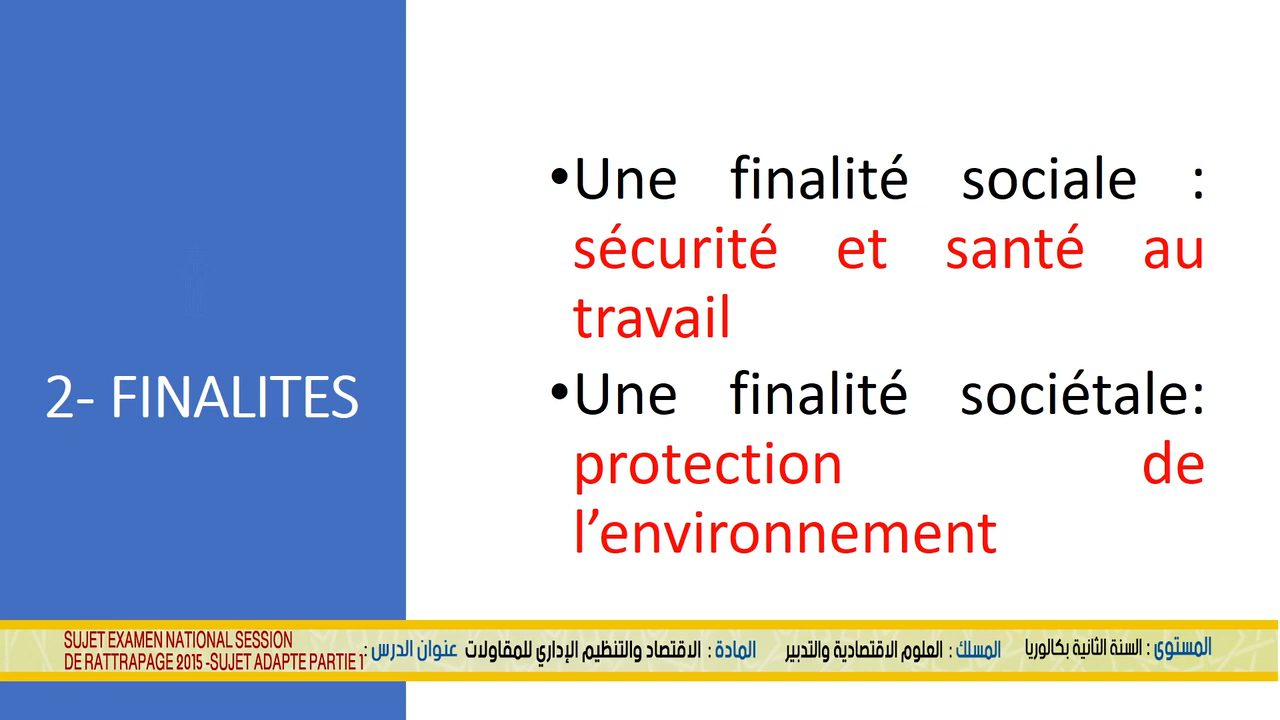 2- FINALITES
•Une finalité sociale :
sécurité et santé au
travail
•Une finalité sociétale:
protection de
l’environnement
المستوى : السنة الثانية بكالوريا المسلك : العلوم الاقتصادية والتدبير المادة : الاقتصاد والتنظيم الإداري للمقاولات عنوان الدرس :
SUJET EXAMEN NATIONAL SESSION
DE RATTRAPAGE 2015 -SUJET ADAPTE PARTIE 1